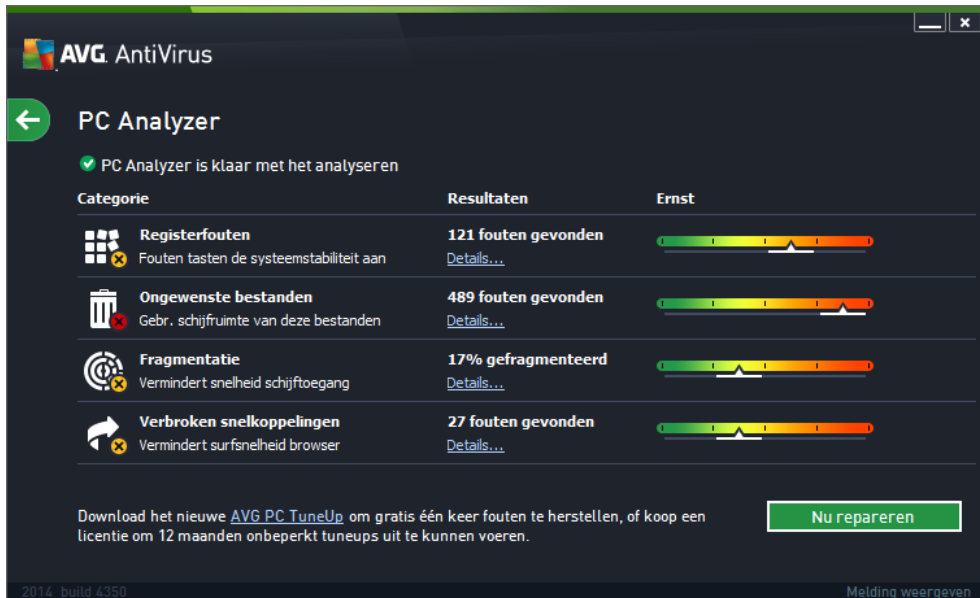 AVG. AntiVirus
PC Analyzer
PC Analyzer is klaar met het analyseren
Categorie Resultaten Ernst
Registerfouten 121 fouten gevonden
Fouten tasten de systeemstabiliteit aan Details...
Ongewenste bestanden 489 fouten gevonden
Gebr. schijfruimte van deze bestanden Details...
Fragmentatie 17% gefragmenteerd
Vermindert snelheid schijftoegang Details...
Verbroken snelkoppelingen 27 fouten gevonden
Vermindert surfsnelheid browser Details...
Download het nieuwe AVG PC TuneUp om gratis één keer fouten te herstellen, of koop een
licentie om 12 maanden onbeperkt tuneups uit te kunnen voeren.
Nu repareren
2014 build 4350 Melding weergeven